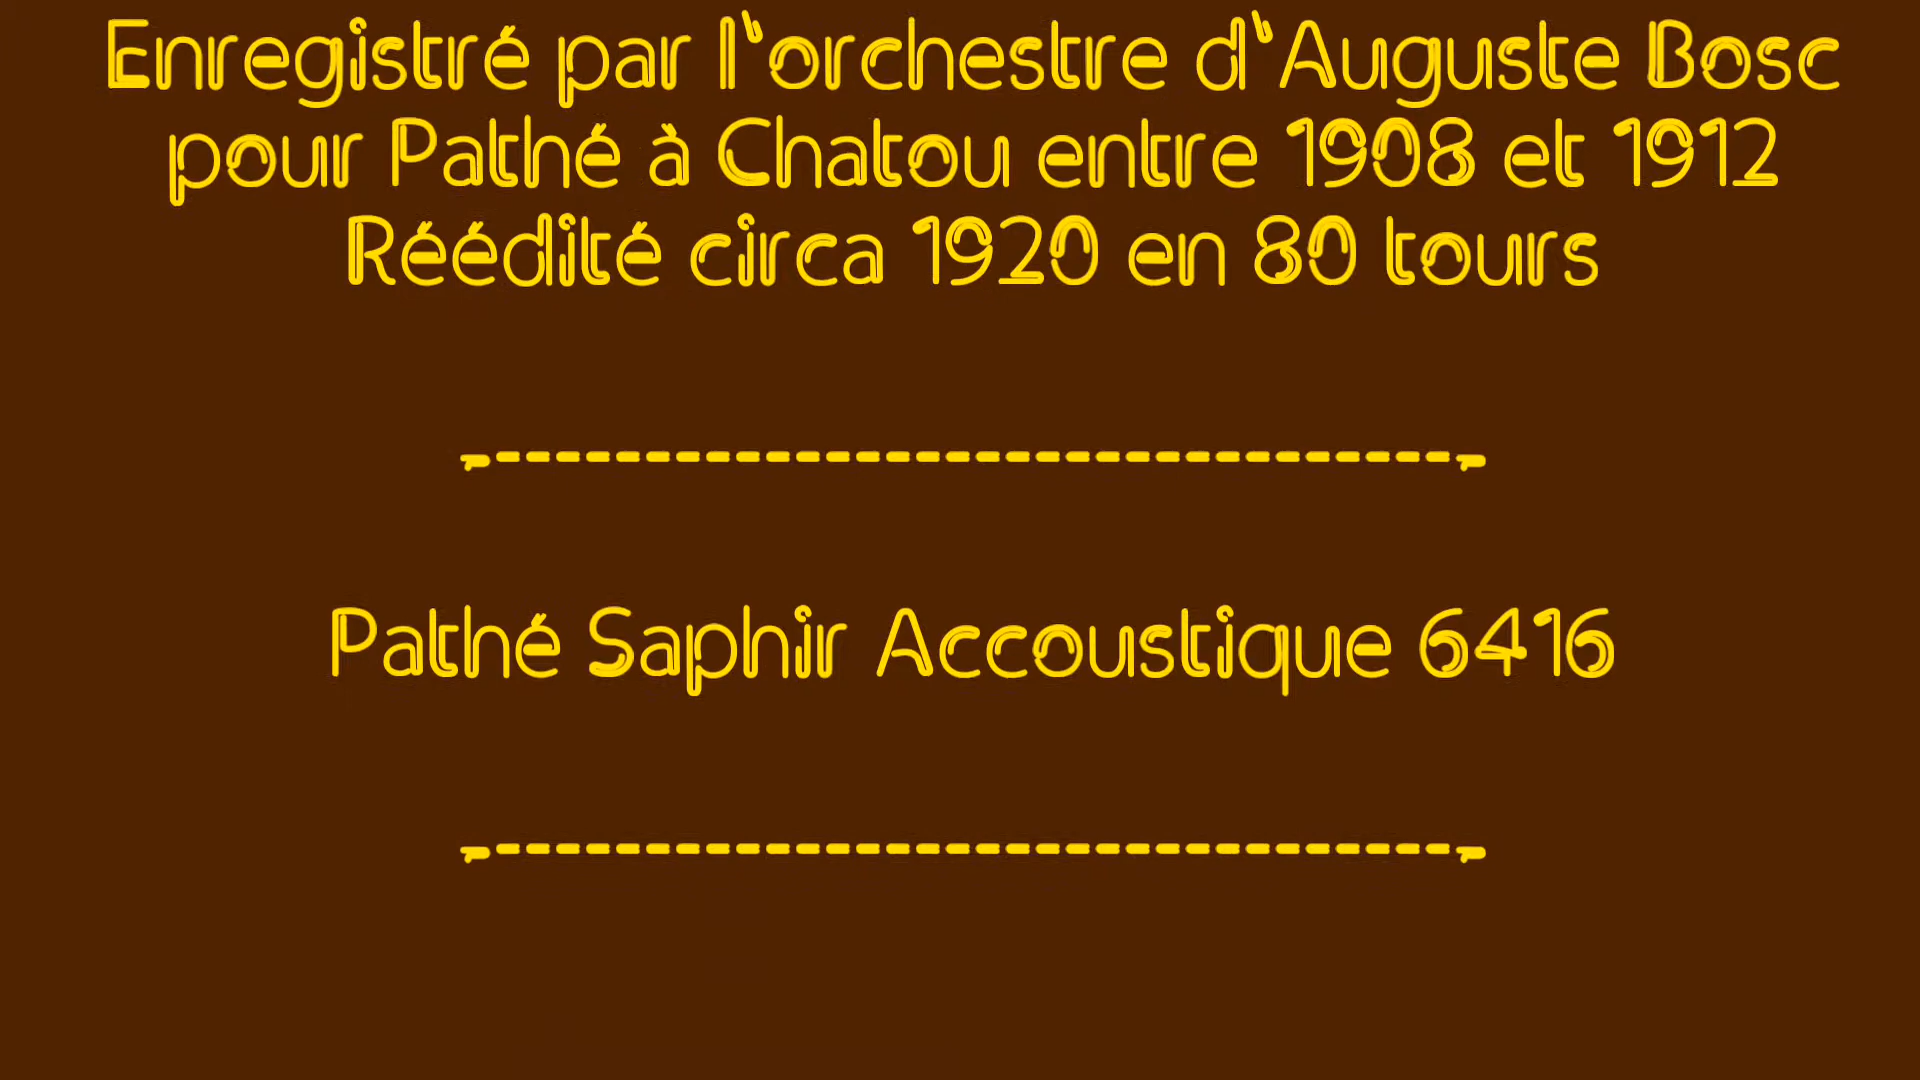 Enregistré par l'orchestre d'Auguste Bosc
pour Pathé à Chatou entre 1908 et 1912
Réédité circa 1920 en 80 tours
Pathé Saphir Accoustique 6416